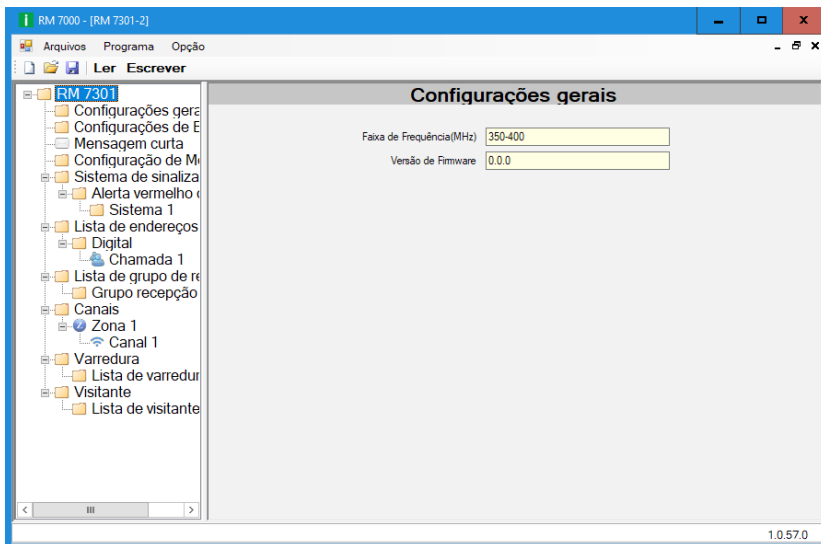 RM 7000 - [RM 7301-2]
Arquivos Programa Opção
Ler Escrever
RM 7301
Configurações gera
Configurações de E
Mensagem curta
Configuração de M
Sistema de sinaliza
Alerta vermelho
Sistema 1
Lista de endereços
Digital
Chamada 1
Lista de grupo de re
Grupo recepção
Canais
Zona 1
Canal 1
Varredura
Lista de varredur
Visitante
Lista de visitante
Configurações gerais
Faixa de Frequência(MHz) 350-400
Versão de Firmware 0.0.0
1.0.57.0